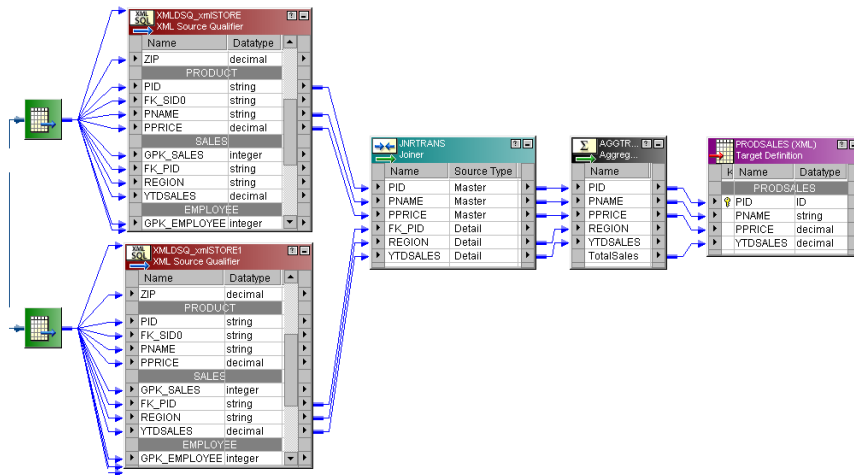 XML
SQL
XMLDSQ_xmlSTORE
XML Source Qualifier
Name Datatype
ZIP decimal
PRODUCT
PID string
FK_SID0 string
PNAME string
PPRICE decimal
SALES
GPK_SALES integer
FK_PID string
REGION string
YTDSALES decimal
EMPLOYEE
GPK_EMPLOYEE integer
XML
SQL
XMLDSQ_xmlSTORE1
XML Source Qualifier
Name Datatype
ZIP decimal
PRODUCT
PID string
FK_SID0 string
PNAME string
PPRICE decimal
SALES
GPK_SALES integer
FK_PID string
REGION string
YTDSALES decimal
EMPLOYEE
GPK_EMPLOYEE integer
JNRTRANS
Joiner
Name Source Type
PID Master
PNAME Master
PPRICE Master
FK_PID Detail
REGION Detail
YTDSALES Detail
Σ AGGTR...
Aggreg...
Name
PID
PNAME
PPRICE
REGION
YTDSALES
TotalSales
PRODSALES (XML)
Target Definition
K Name Datatype
PRODSALES
PID ID
PNAME string
PPRICE decimal
YTDSALES decimal